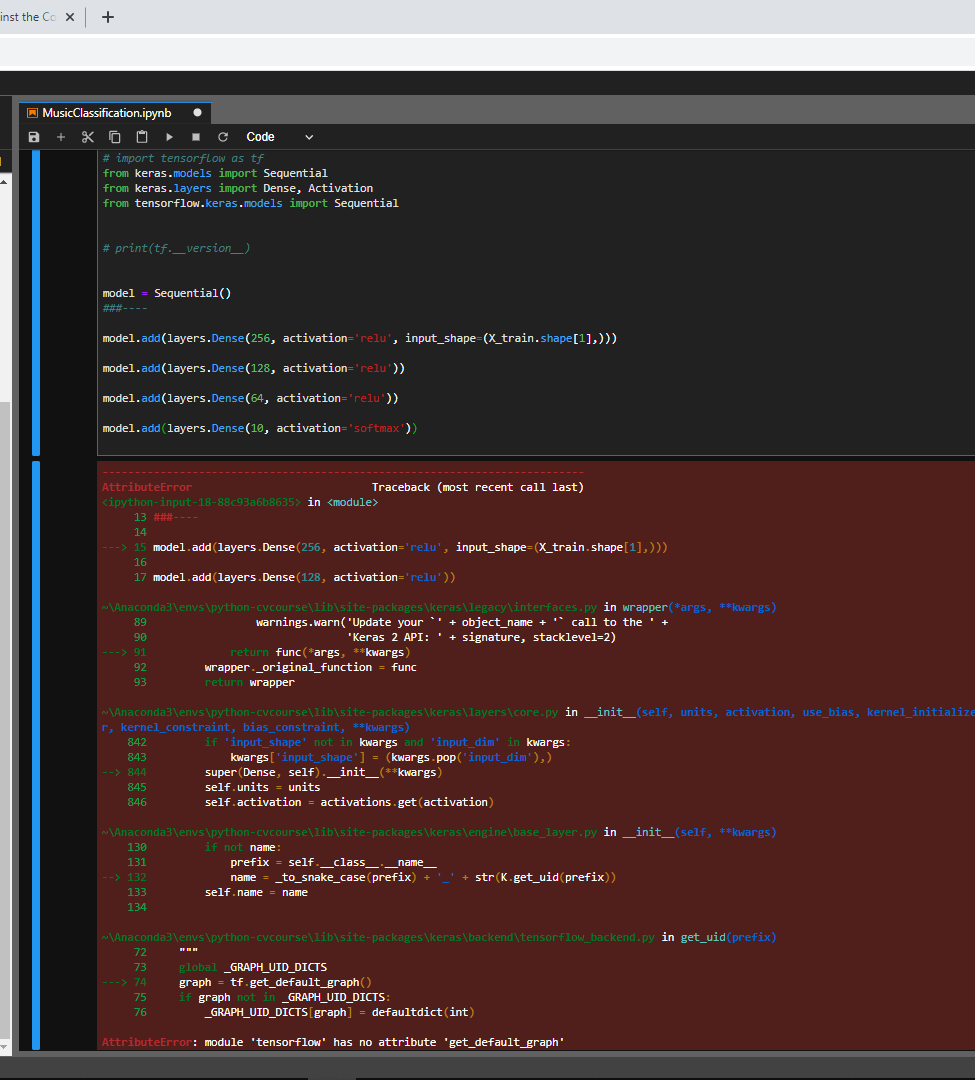 inst the Co
MusicClassification.ipynb
Code
# import tensorflow as tf
from keras.models import Sequential
from keras.layers import Dense, Activation
from tensorflow.keras.models import Sequential
# print(tf.__version__)
model = Sequential()
###----
model.add(layers.Dense(256, activation='relu', input_shape=(X_train.shape[1],)))
model.add(layers.Dense(128, activation='relu'))
model.add(layers.Dense(64, activation='relu'))
model.add(layers.Dense(10, activation='softmax'))
---------------------------------------------------------------------------
AttributeError Traceback (most recent call last)
<ipython-input-18-88c93a6b8635> in <module>
13 ###----
14
---> 15 model.add(layers.Dense(256, activation='relu', input_shape=(X_train.shape[1],)))
16
17 model.add(layers.Dense(128, activation='relu'))
~\Anaconda3\envs\python-cvcourse\lib\site-packages\keras\legacy\interfaces.py in wrapper(*args, **kwargs)
89 warnings.warn('Update your `' + object_name + '` call to the ' +
90 'Keras 2 API: ' + signature, stacklevel=2)
---> 91 return func(*args, **kwargs)
92 wrapper._original_function = func
93 return wrapper
~\Anaconda3\envs\python-cvcourse\lib\site-packages\keras\layers\core.py in __init__(self, units, activation, use_bias, kernel_initialize
r, kernel_constraint, bias_constraint, **kwargs)
842 if 'input_shape' not in kwargs and 'input_dim' in kwargs:
843 kwargs['input_shape'] = (kwargs.pop('input_dim'),)
--> 844 super(Dense, self).__init__(**kwargs)
845 self.units = units
846 self.activation = activations.get(activation)
~\Anaconda3\envs\python-cvcourse\lib\site-packages\keras\engine\base_layer.py in __init__(self, **kwargs)
130 if not name:
131 prefix = self.__class__.__name__
--> 132 name = _to_snake_case(prefix) + '_' + str(K.get_uid(prefix))
133 self.name = name
134
~\Anaconda3\envs\python-cvcourse\lib\site-packages\keras\backend\tensorflow_backend.py in get_uid(prefix)
72 """
73 global _GRAPH_UID_DICTS
---> 74 graph = tf.get_default_graph()
75 if graph not in _GRAPH_UID_DICTS:
76 _GRAPH_UID_DICTS[graph] = defaultdict(int)
AttributeError: module 'tensorflow' has no attribute 'get_default_graph'